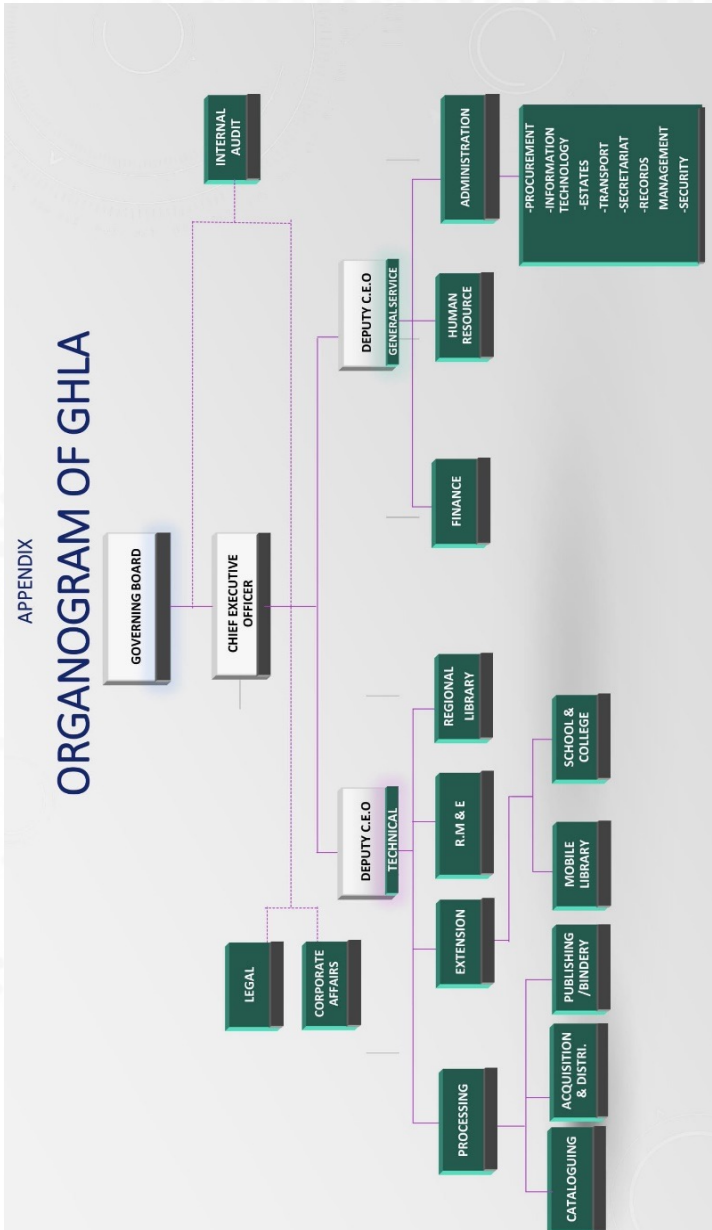 APPENDIX
ORGANOGRAM OF GHLA
GOVERNING BOARD
INTERNAL
AUDIT
CHIEF EXECUTIVE
OFFICER
LEGAL
CORPORATE
AFFAIRS
DEPUTY C.E.O
TECHNICAL
DEPUTY C.E.O
GENERAL SERVICE
PROCESSING
EXTENSION
R.M & E
REGIONAL
LIBRARY
FINANCE
HUMAN
RESOURCE
ADMINISTRATION
CATALOGUING
ACQUISITION
& DISTRI.
PUBLISHING
/BINDERY
MOBILE
LIBRARY
SCHOOL &
COLLEGE
-PROCUREMENT
-INFORMATION
TECHNOLOGY
-ESTATES
-TRANSPORT
-SECRETARIAT
-RECORDS
MANAGEMENT
-SECURITY